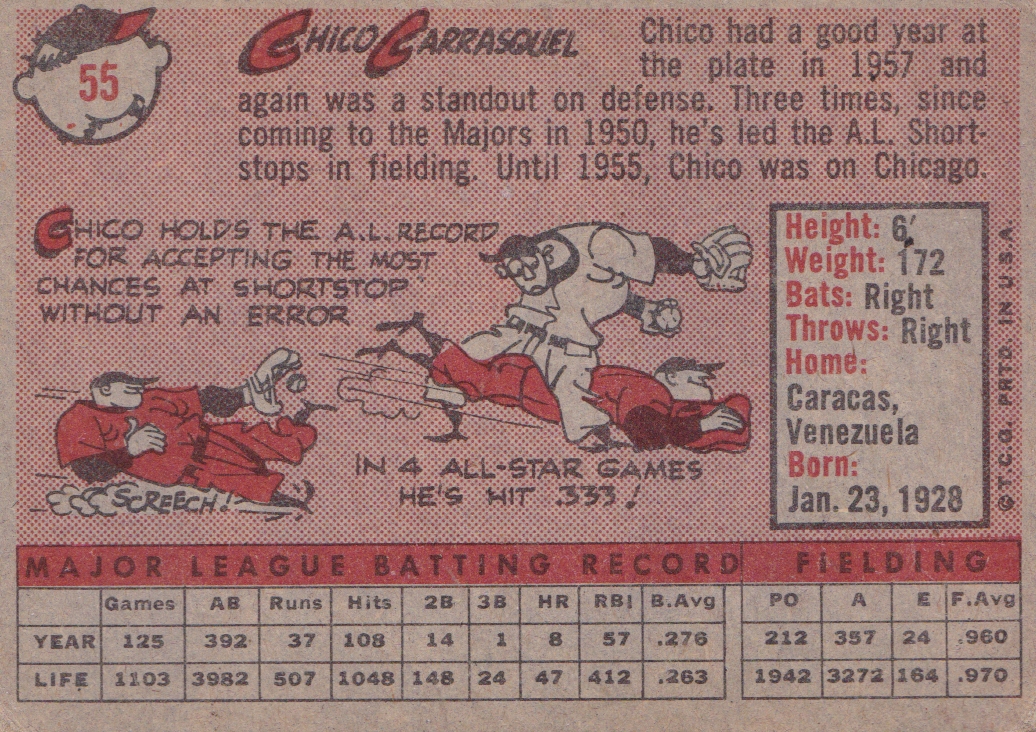 55
CHICO CARRASQUEL
Chico had a good year at
the plate in 1957 and
again was a standout on defense. Three times, since
coming to the Majors in 1950, he's led the A.L. Short-
stops in fielding. Until 1955, Chico was on Chicago.
CHICO HOLDS THE A.L RECORD
FOR ACCEPTING THE MOST
CHANCES AT SHORTSTOP
WITHOUT AN ERROR
SCREECH!
IN 4 ALL-STAR GAMES
HE'S HIT .333!
Height: 6'
Weight: 172
Bats: Right
Throws: Right
Home:
Caracas,
Venezuela
Born:
Jan. 23, 1928
© T.C.G. PRTD. IN U.S.A.
MAJOR LEAGUE BATTING RECORD FIELDING
Games AB Runs Hits 2B 3B HR RBI B.Avg PO A E F.Avg
YEAR 125 392 37 108 14 1 8 57 .276 212 357 24 .960
LIFE 1103 3982 507 1048 148 24 47 412 .263 1942 3272 164 .970